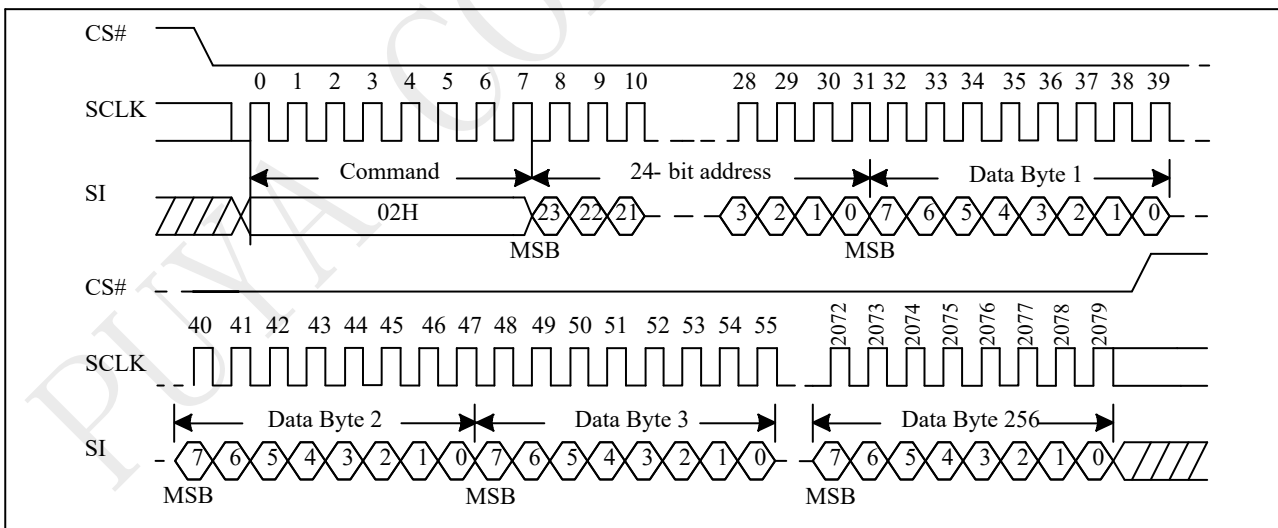 CS#
0 1 2 3 4 5 6 7 8 9 10 28 29 30 31 32 33 34 35 36 37 38 39
SCLK
Command 24- bit address Data Byte 1
SI
02H 23 22 21 3 2 1 0 7 6 5 4 3 2 1 0
MSB MSB
CS#
40 41 42 43 44 45 46 47 48 49 50 51 52 53 54 55 2072 2073 2074 2075 2076 2077 2078 2079
SCLK
Data Byte 2 Data Byte 3 Data Byte 256
SI
7 6 5 4 3 2 1 0 7 6 5 4 3 2 1 0 7 6 5 4 3 2 1 0
MSB MSB MSB
PUYA